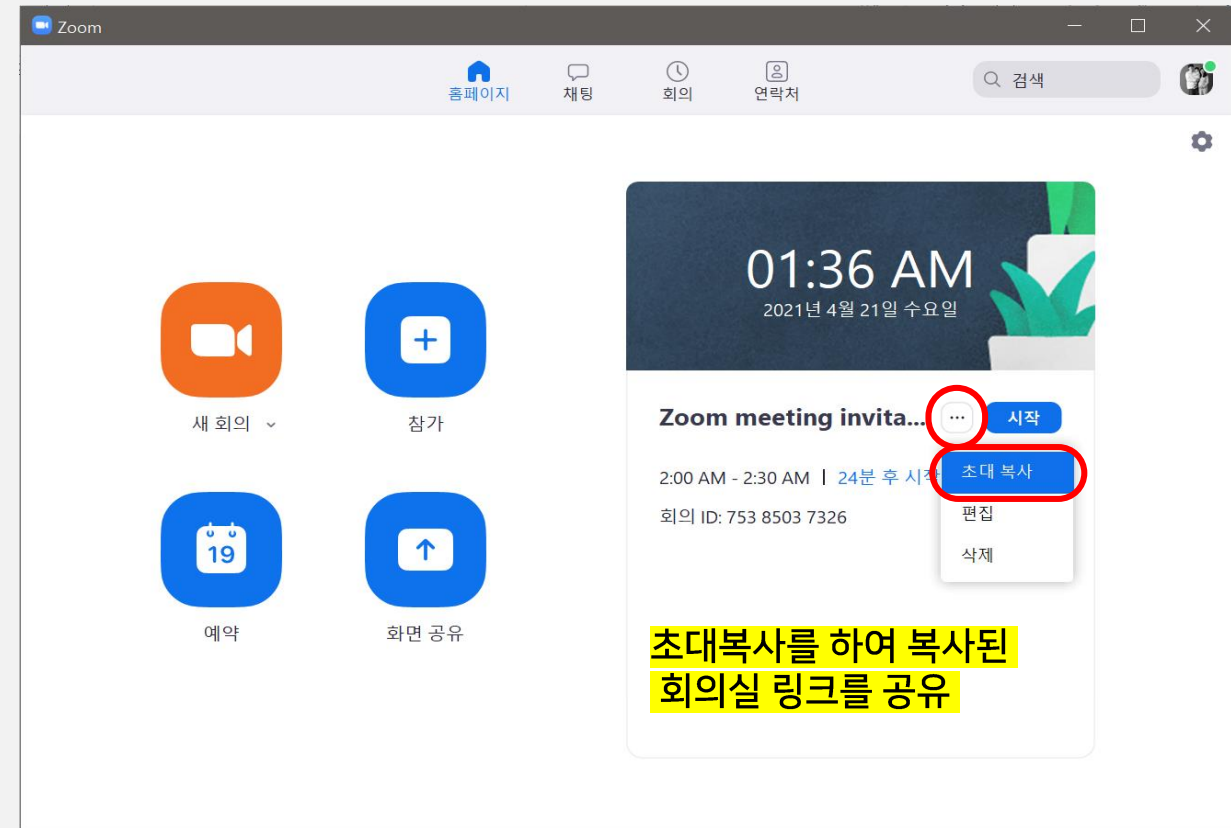 Zoom
홈페이지
채팅
회의
연락처
검색
01:36 AM
2021년 4월 21일 수요일
새 회의
참가
19
예약
화면 공유
Zoom meeting invita... ... 시작
2:00 AM - 2:30 AM | 24분 후 시작
초대 복사
회의 ID: 753 8503 7326
편집
삭제
초대복사를 하여 복사된
회의실 링크를 공유